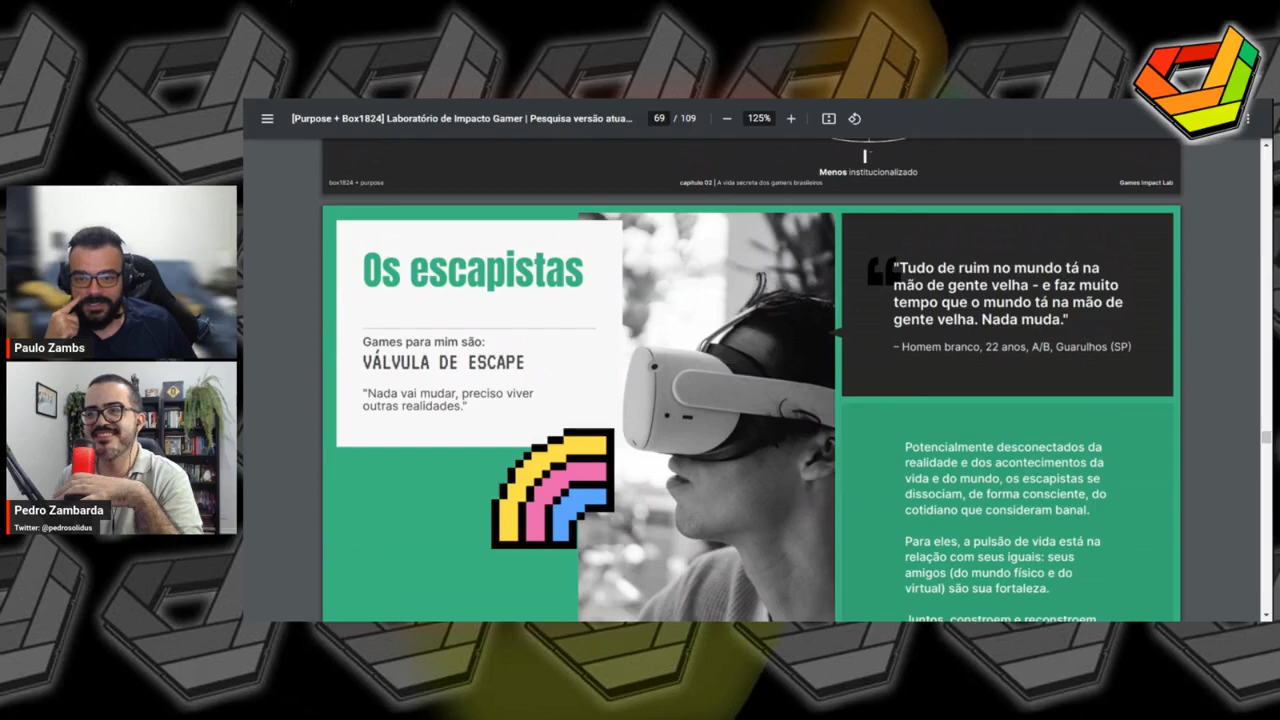 [Purpose + Box1824] Laboratório de Impacto Gamer | Pesquisa versão atua...
69 / 109
125%
Menos institucionalizado
box1824 + purpose
capítulo 02 | A vida secreta dos gamers brasileiros
Games Impact Lab
Os escapistas
Games para mim são:
VÁLVULA DE ESCAPE
"Nada vai mudar, preciso viver
outras realidades."
"Tudo de ruim no mundo tá na
mão de gente velha - e faz muito
tempo que o mundo tá na mão de
gente velha. Nada muda."
– Homem branco, 22 anos, A/B, Guarulhos (SP)
Potencialmente desconectados da
realidade e dos acontecimentos da
vida e do mundo, os escapistas se
dissociam, de forma consciente, do
cotidiano que consideram banal.
Para eles, a pulsão de vida está na
relação com seus iguais: seus
amigos (do mundo físico e do
virtual) são sua fortaleza.
Juntos, constroem e reconstroem
Paulo Zambs
Pedro Zambarda
Twitter: @pedrosolidus